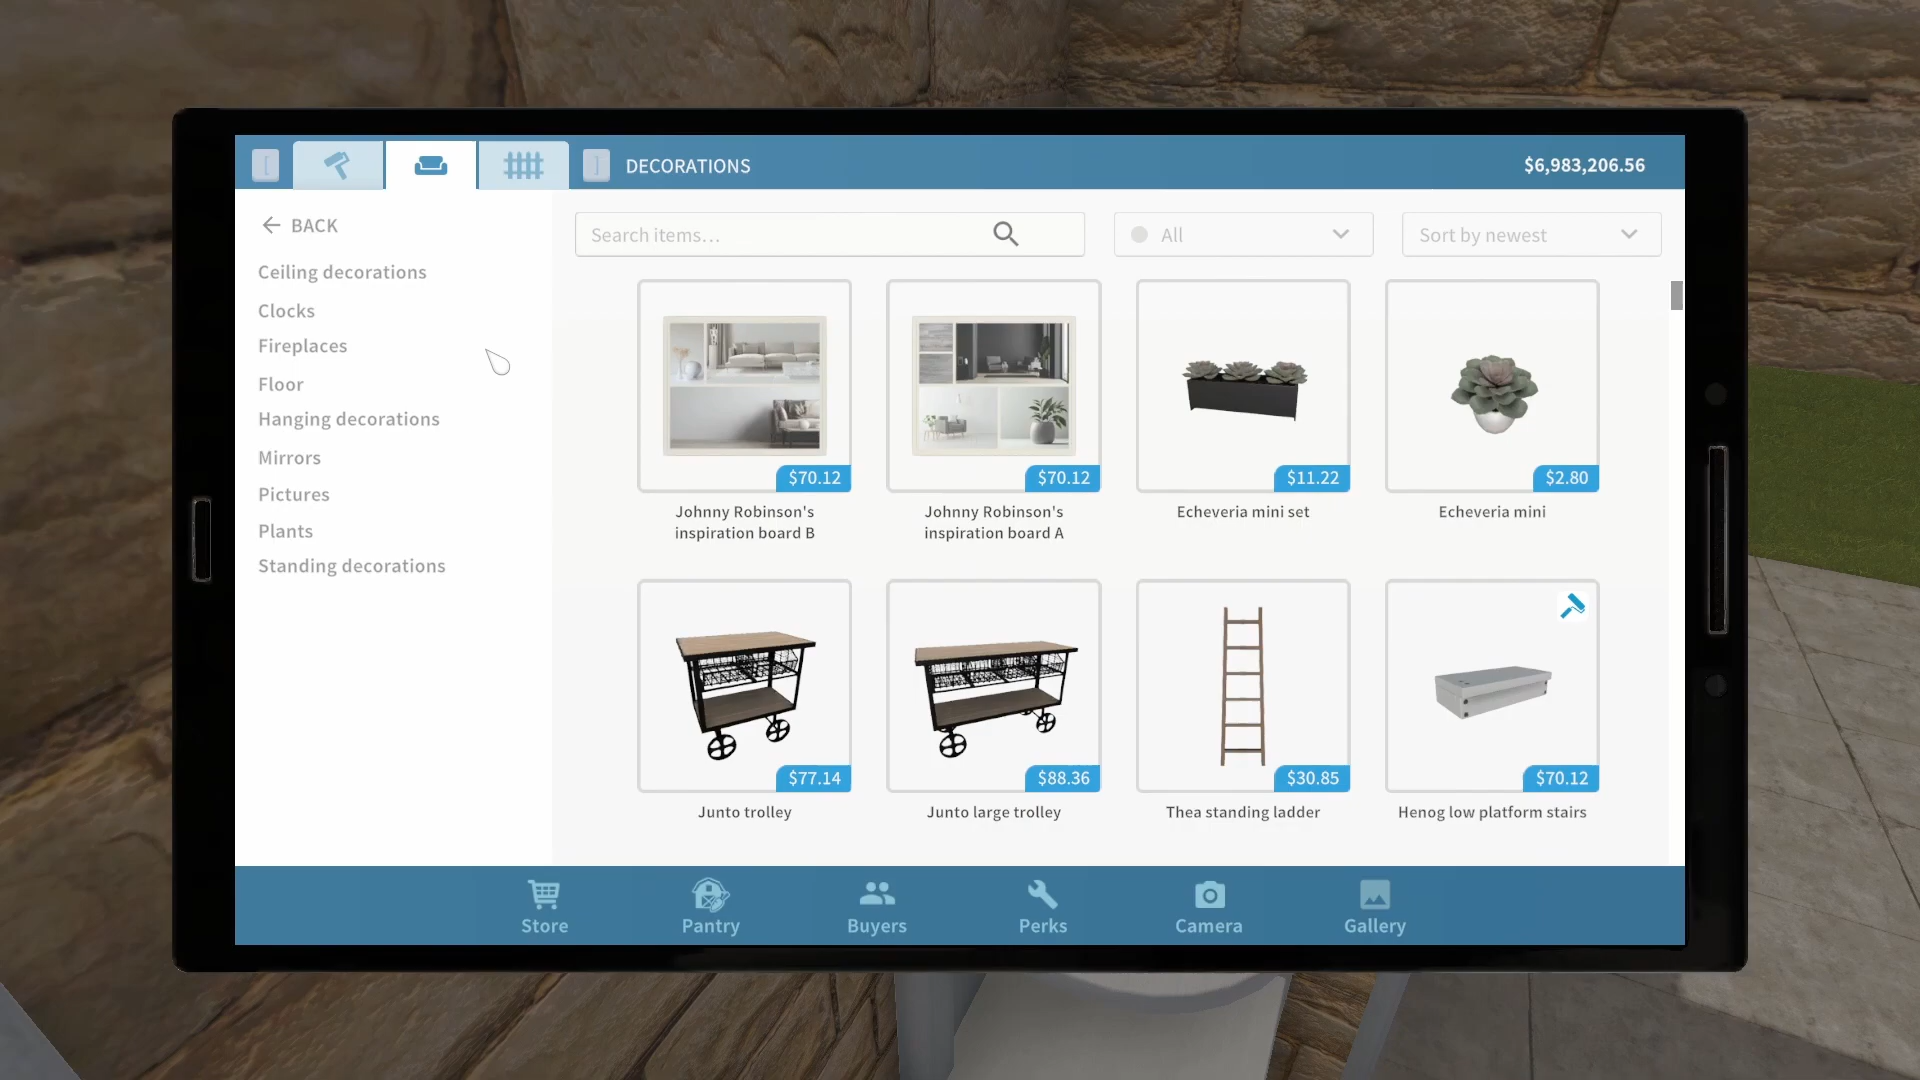 [
]
DECORATIONS
$6,983,206.56
BACK
Ceiling decorations
Clocks
Fireplaces
Floor
Hanging decorations
Mirrors
Pictures
Plants
Standing decorations
Search items...
All
Sort by newest
$70.12
Johnny Robinson's
inspiration board B
$70.12
Johnny Robinson's
inspiration board A
$11.22
Echeveria mini set
$2.80
Echeveria mini
$77.14
Junto trolley
$88.36
Junto large trolley
$30.85
Thea standing ladder
$70.12
Henog low platform stairs
Store
Pantry
Buyers
Perks
Camera
Gallery